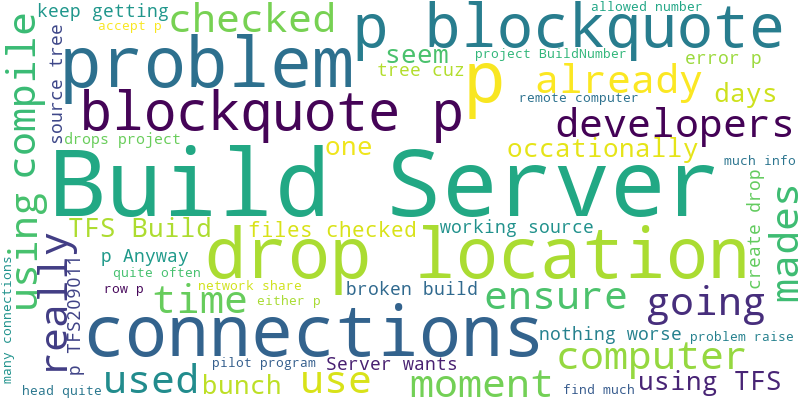 keep getting
checked
p blockquote
allowed number
accept p
problem
seem
project BuildNumber
error p
tree cuz
p
already
days
source tree
using compile
blockquote p
remote computer
developers
drops project
one
occationally
much info
Build Server
create drop
mades
TFS Build
files checked
working source
drop location
really
p Anyway
quite often
p TFS209011
many connections.
row p
time
network share
either p
broken build
ensure
going
connections
nothing worse
problem raise
pilot program
Server wants
computer
head quite
used
bunch
use
moment
find much
using TFS